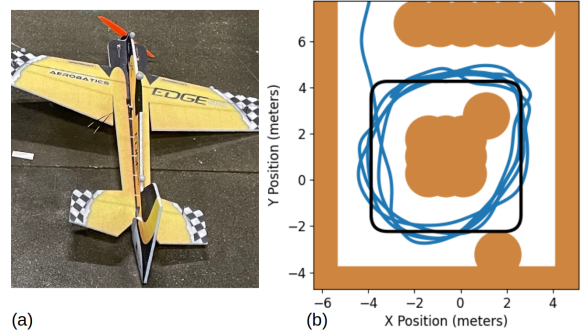 AEROBATICS
EDGE
(a)
Y Position (meters)
6
4
2
0
−2
−4
−6
−4
−2
0
2
4
X Position (meters)
(b)